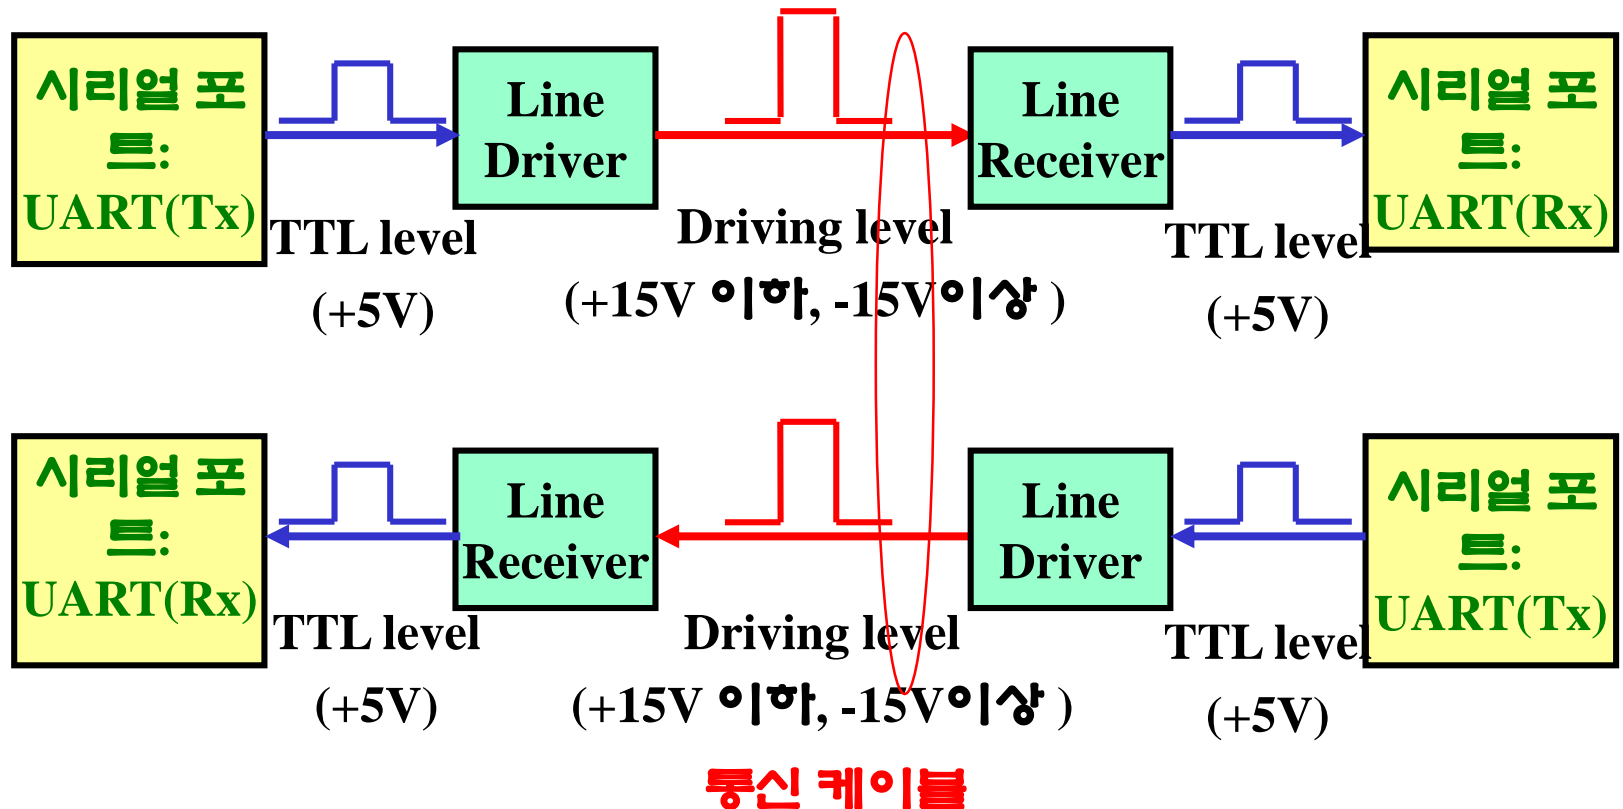 시리얼 포
트:
UART(Tx)
TTL level
(+5V)
Line
Driver
Driving level
(+15V 이하, -15V이상 )
Line
Receiver
TTL level
(+5V)
시리얼 포
트:
UART(Rx)
시리얼 포
트:
UART(Rx)
TTL level
(+5V)
Line
Receiver
Driving level
(+15V 이하, -15V이상 )
Line
Driver
TTL level
(+5V)
시리얼 포
트:
UART(Tx)
통신 케이블